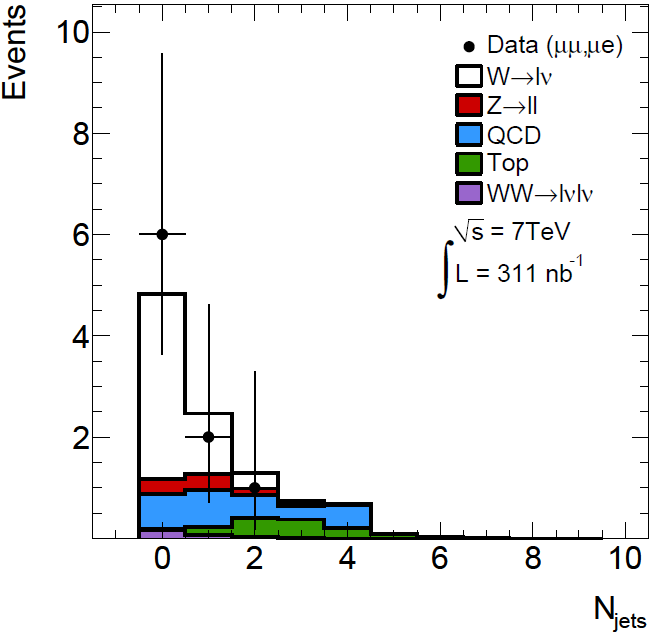 Events
10
8
6
4
2
Data (μμ,μe)
W→lν
Z→ll
QCD
Top
WW→lνlν
√s = 7TeV
∫L = 311 nb⁻¹
0 2 4 6 8 10
N_jets